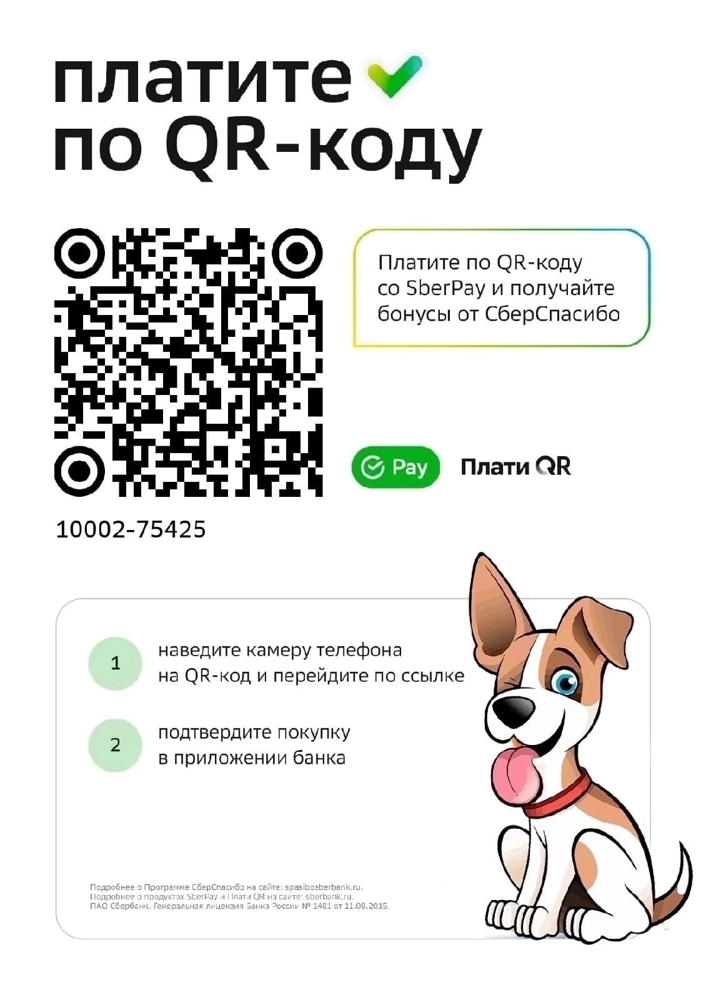 платите
по QR-коду
Платите по QR-коду
со SberPay и получайте
бонусы от СберСпасибо
Pay
Плати QR
10002-75425
1
наведите камеру телефона
на QR-код и перейдите по ссылке
2
подтвердите покупку
в приложении банка
Подробнее о Программе СберСпасибо на сайте: spasibosberbank.ru.
Подробнее о продуктах SberPay и Плати QR на сайте: sberbank.ru.
ПАО Сбербанк. Генеральная лицензия Банка России № 1481 от 11.08.2015.